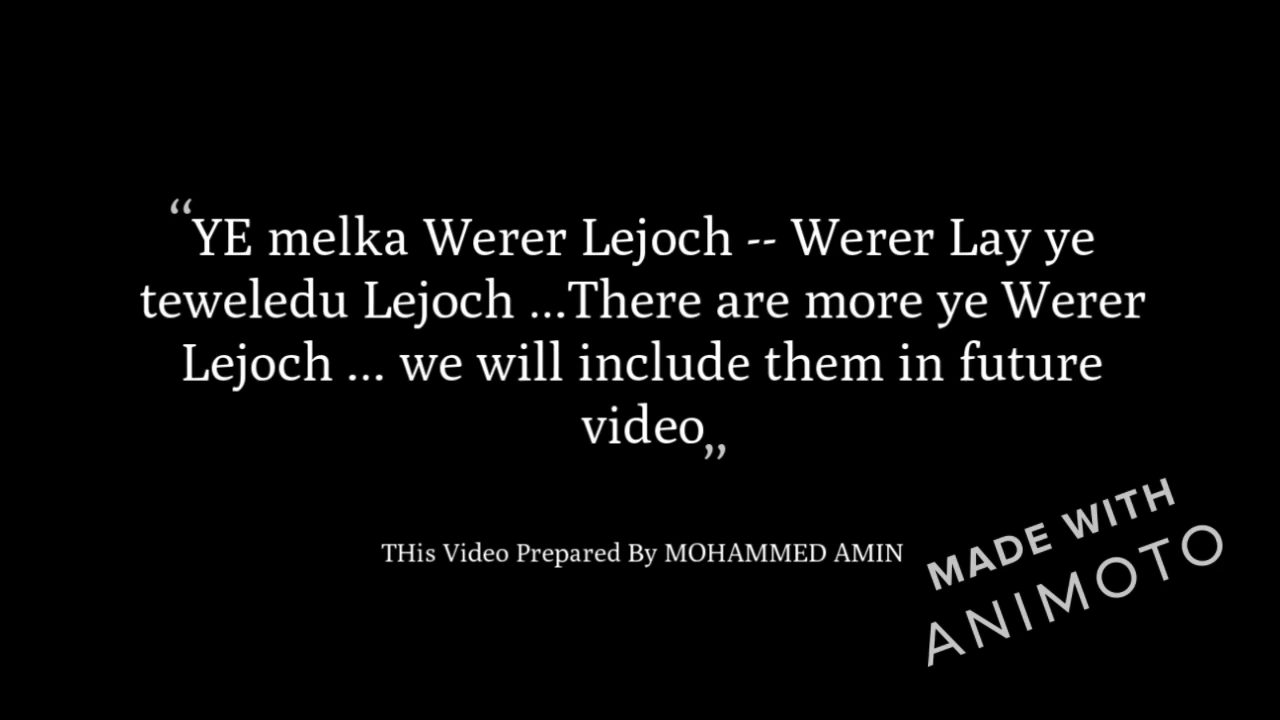 “YE melka Werer Lejoch -- Werer Lay ye
teweledu Lejoch ...There are more ye Werer
Lejoch ... we will include them in future
video”
THis Video Prepared By MOHAMMED AMIN
MADE WITH
ANIMOTO